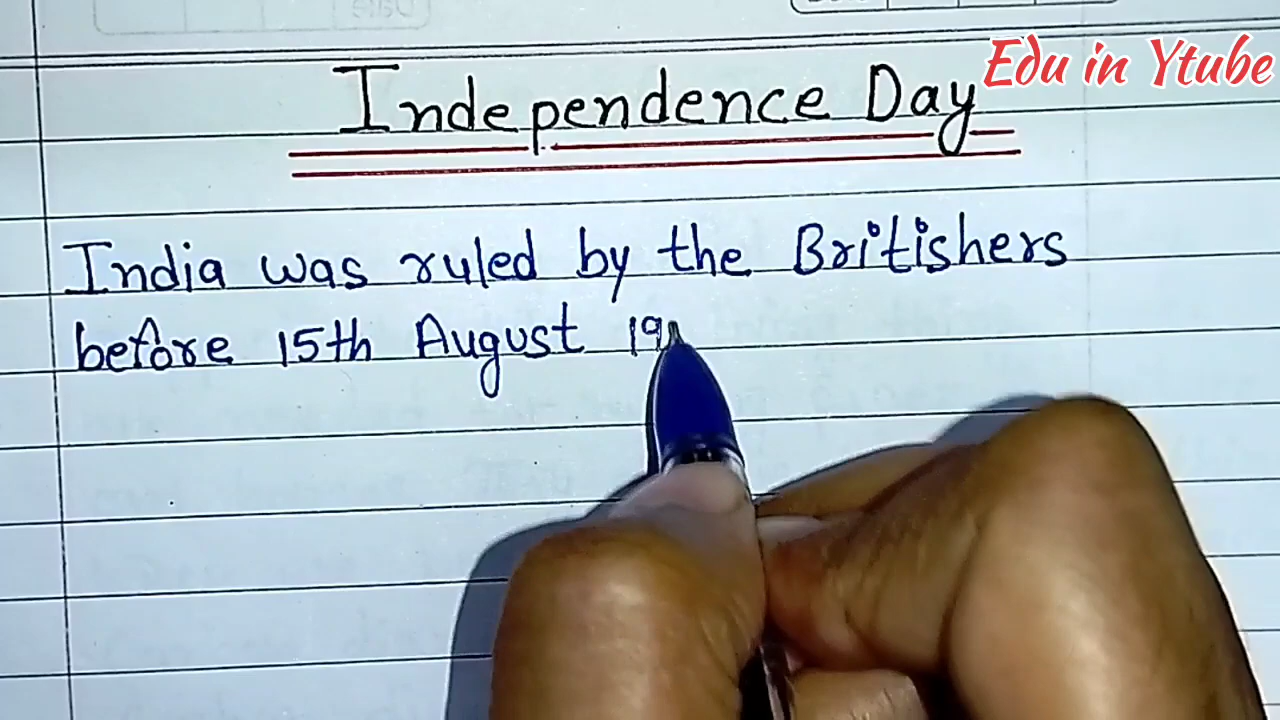 Edu in Ytube
Independence Day
India was ruled by the Britishers
before 15th August 19